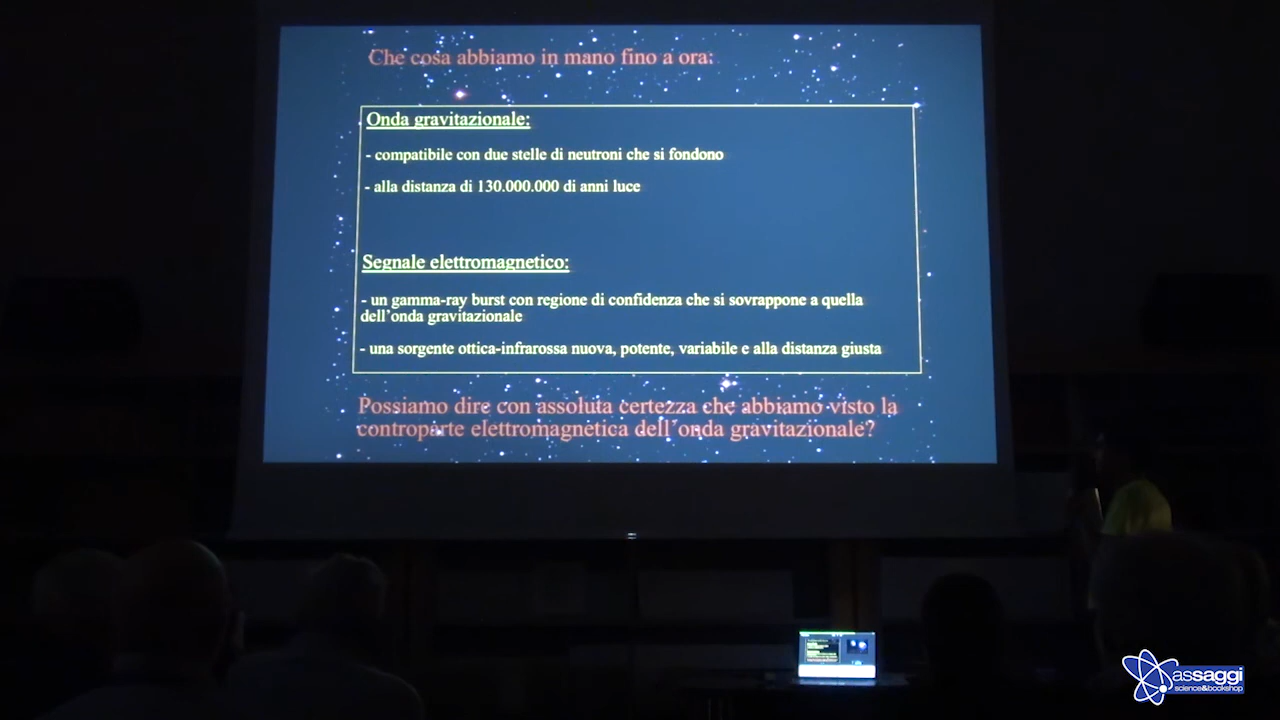 Che cosa abbiamo in mano fino a ora:
Onda gravitazionale:
- compatibile con due stelle di neutroni che si fondono
- alla distanza di 130.000.000 di anni luce
Segnale elettromagnetico:
- un gamma-ray burst con regione di confidenza che si sovrappone a quella
dell'onda gravitazionale
- una sorgente ottica-infrarossa nuova, potente, variabile e alla distanza giusta
Possiamo dire con assoluta certezza che abbiamo visto la
controparte elettromagnetica dell'onda gravitazionale?
assaggi
science&bookshop